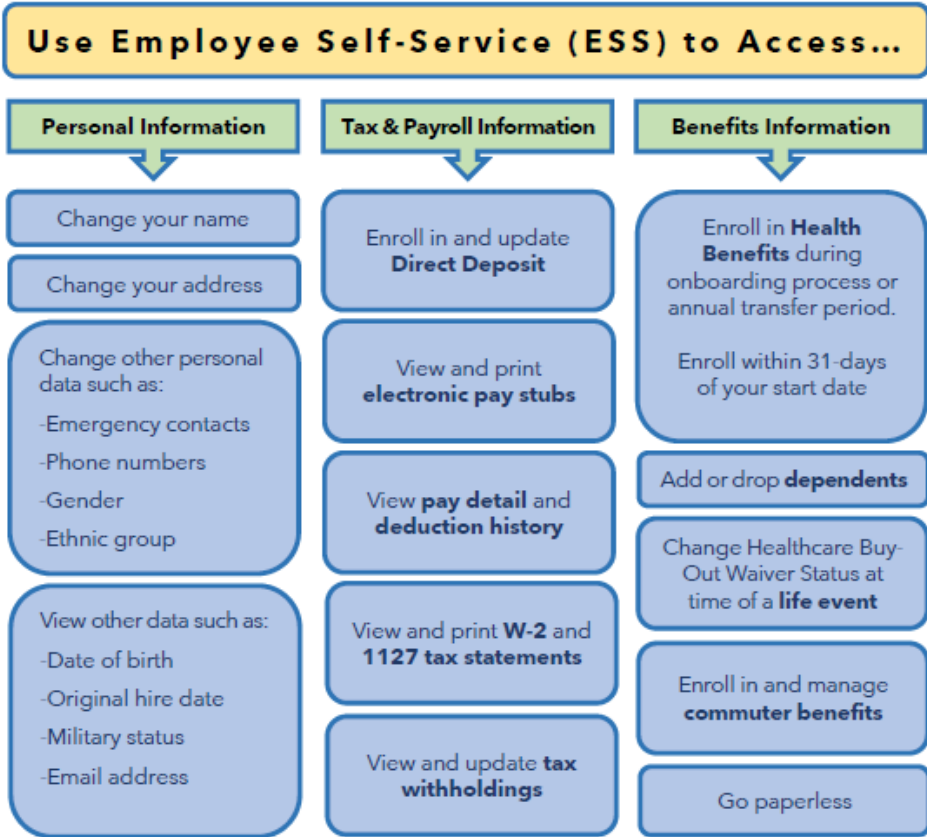 Use Employee Self-Service (ESS) to Access...
Personal Information
Change your name
Change your address
Change other personal
data such as:
-Emergency contacts
-Phone numbers
-Gender
-Ethnic group
View other data such as:
-Date of birth
-Original hire date
-Military status
-Email address
Tax & Payroll Information
Enroll in and update
Direct Deposit
View and print
electronic pay stubs
View pay detail and
deduction history
View and print W-2 and
1127 tax statements
View and update tax
withholdings
Benefits Information
Enroll in Health
Benefits during
onboarding process or
annual transfer period.
Enroll within 31-days
of your start date
Add or drop dependents
Change Healthcare Buy-
Out Waiver Status at
time of a life event
Enroll in and manage
commuter benefits
Go paperless